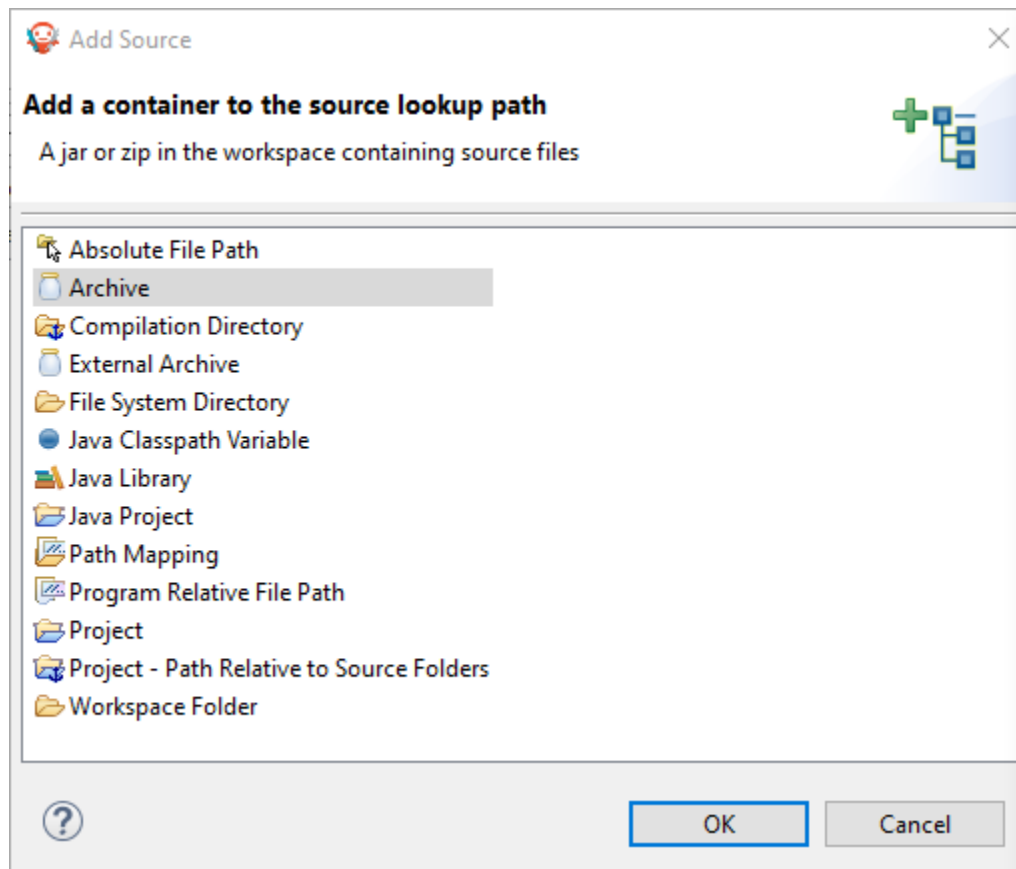 Add Source
Add a container to the source lookup path
A jar or zip in the workspace containing source files
Absolute File Path
Archive
Compilation Directory
External Archive
File System Directory
Java Classpath Variable
Java Library
Java Project
Path Mapping
Program Relative File Path
Project
Project - Path Relative to Source Folders
Workspace Folder
?
OK
Cancel